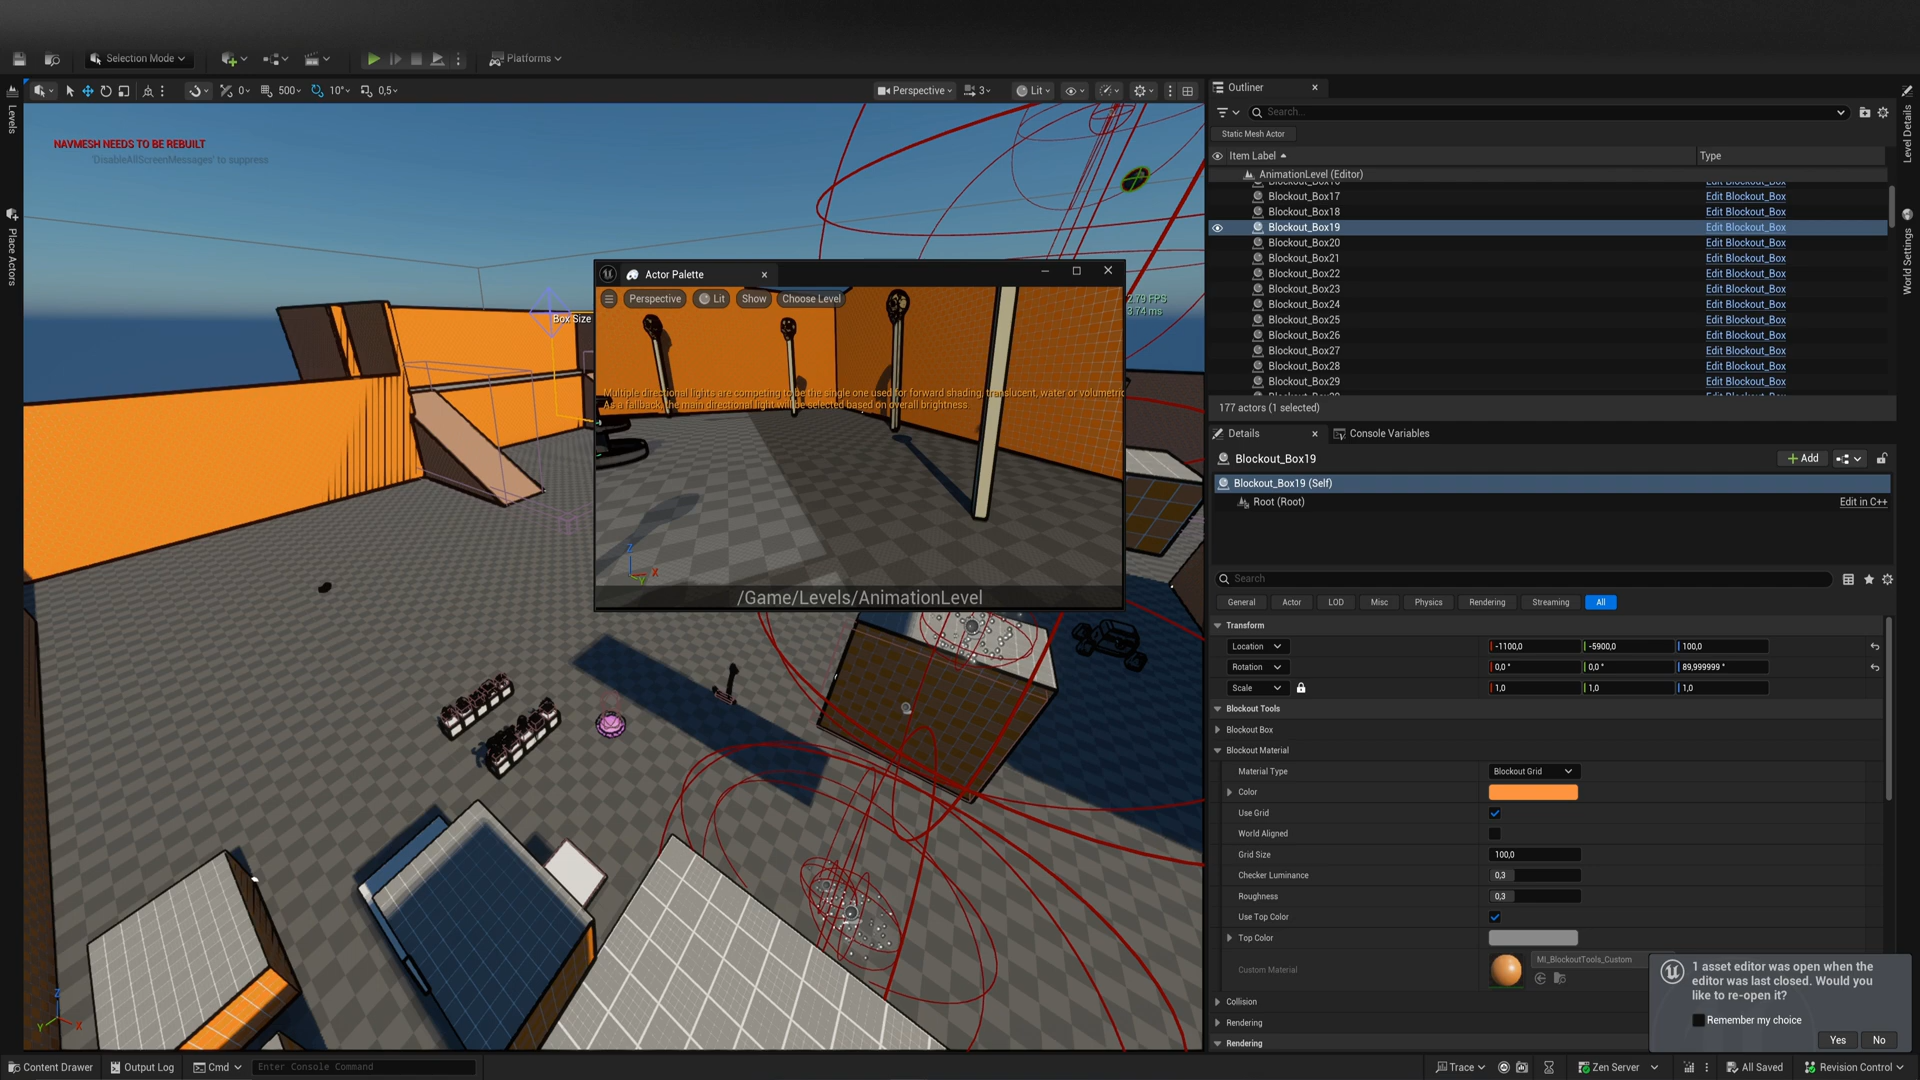 Selection Mode
Platforms
0
500
10°
0,5
Perspective
3
Lit
Levels
Place Actors
NAVMESH NEEDS TO BE REBUILT
'DisableAllScreenMessages' to suppress
Box Size
3.74 ms
Actor Palette
Perspective
Lit
Show
Choose Level
Multiple directional lights are competing to be the single one used for forward shading, translucent, water or volumetric
As a fallback, the main directional light will be selected based on overall brightness.
Z
X
Y
/Game/Levels/AnimationLevel
Z
Y
X
Outliner
Search...
Static Mesh Actor
Item Label
Type
AnimationLevel (Editor)
Blockout_Box17 Edit Blockout_Box
Blockout_Box18 Edit Blockout_Box
Blockout_Box19 Edit Blockout_Box
Blockout_Box20 Edit Blockout_Box
Blockout_Box21 Edit Blockout_Box
Blockout_Box22 Edit Blockout_Box
Blockout_Box23 Edit Blockout_Box
Blockout_Box24 Edit Blockout_Box
Blockout_Box25 Edit Blockout_Box
Blockout_Box26 Edit Blockout_Box
Blockout_Box27 Edit Blockout_Box
Blockout_Box28 Edit Blockout_Box
Blockout_Box29 Edit Blockout_Box
177 actors (1 selected)
Level Details
World Settings
Details
Console Variables
Blockout_Box19
Add
Blockout_Box19 (Self)
Root (Root)
Edit in C++
Search
General
Actor
LOD
Misc
Physics
Rendering
Streaming
All
Transform
Location -1100,0 -5900,0 100,0
Rotation 0,0 ° 0,0 ° 89,999999 °
Scale 1,0 1,0 1,0
Blockout Tools
Blockout Box
Blockout Material
Material Type Blockout Grid
Color
Use Grid
World Aligned
Grid Size 100,0
Checker Luminance 0,3
Roughness 0,3
Use Top Color
Top Color
Custom Material MI_BlockoutTools_Custom
Collision
Rendering
Rendering
1 asset editor was open when the
editor was last closed. Would you
like to re-open it?
Remember my choice
Yes
No
Content Drawer
Output Log
Cmd
Enter Console Command
Trace
Zen Server
All Saved
Revision Control